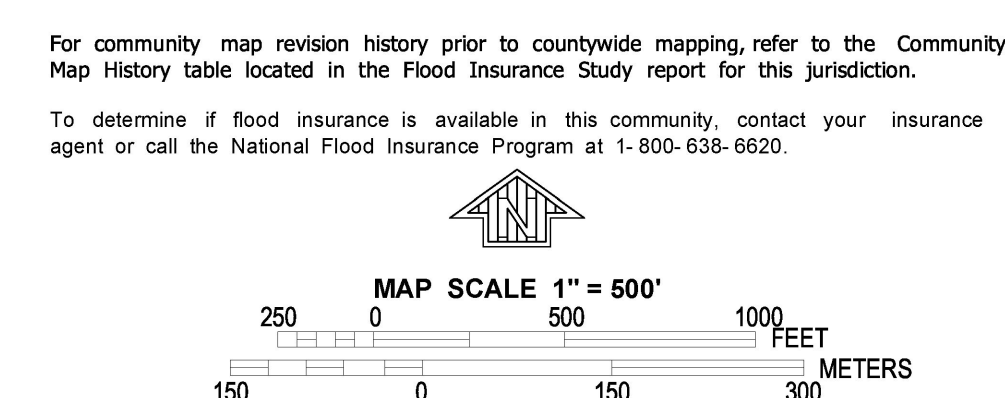 For community map revision history prior to countywide mapping, refer to the Community
Map History table located in the Flood Insurance Study report for this jurisdiction.
To determine if flood insurance is available in this community, contact your insurance
agent or call the National Flood Insurance Program at 1- 800- 638- 6620.
N
MAP SCALE 1" = 500'
250 0 500 1000
FEET
METERS
150 0 150 300